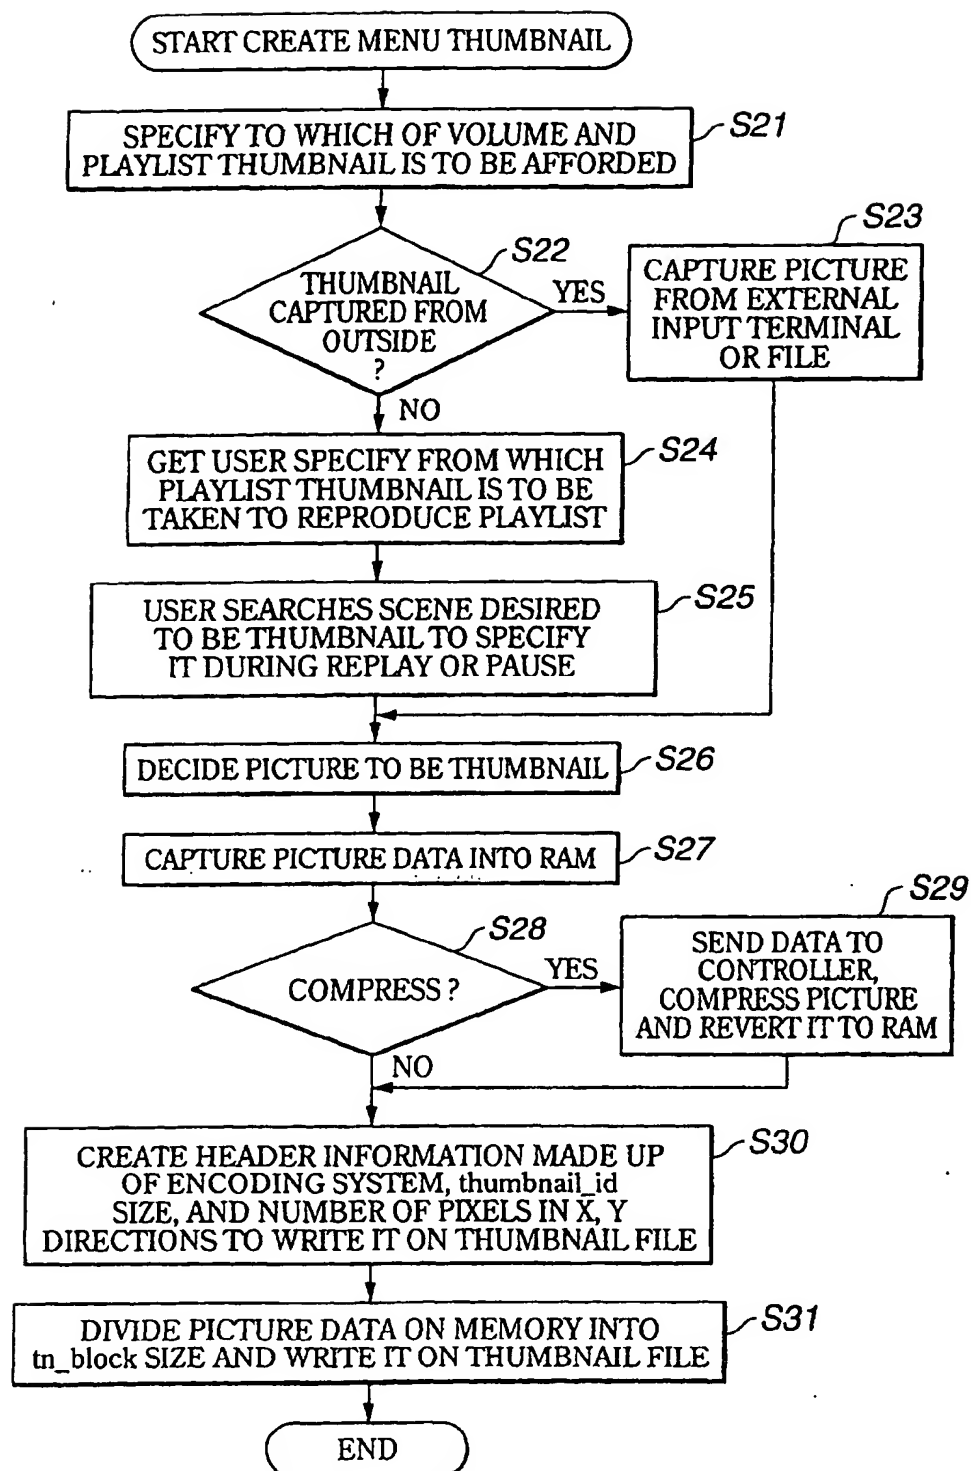 START CREATE MENU THUMBNAIL
SPECIFY TO WHICH OF VOLUME AND
PLAYLIST THUMBNAIL IS TO BE AFFORDED
S21
THUMBNAIL
CAPTURED FROM
OUTSIDE
?
S22
YES
NO
CAPTURE PICTURE
FROM EXTERNAL
INPUT TERMINAL
OR FILE
S23
GET USER SPECIFY FROM WHICH
PLAYLIST THUMBNAIL IS TO BE
TAKEN TO REPRODUCE PLAYLIST
S24
USER SEARCHES SCENE DESIRED
TO BE THUMBNAIL TO SPECIFY
IT DURING REPLAY OR PAUSE
S25
DECIDE PICTURE TO BE THUMBNAIL
S26
CAPTURE PICTURE DATA INTO RAM
S27
COMPRESS ?
S28
YES
NO
SEND DATA TO
CONTROLLER,
COMPRESS PICTURE
AND REVERT IT TO RAM
S29
CREATE HEADER INFORMATION MADE UP
OF ENCODING SYSTEM, thumbnail_id
SIZE, AND NUMBER OF PIXELS IN X, Y
DIRECTIONS TO WRITE IT ON THUMBNAIL FILE
S30
DIVIDE PICTURE DATA ON MEMORY INTO
tn_block SIZE AND WRITE IT ON THUMBNAIL FILE
S31
END